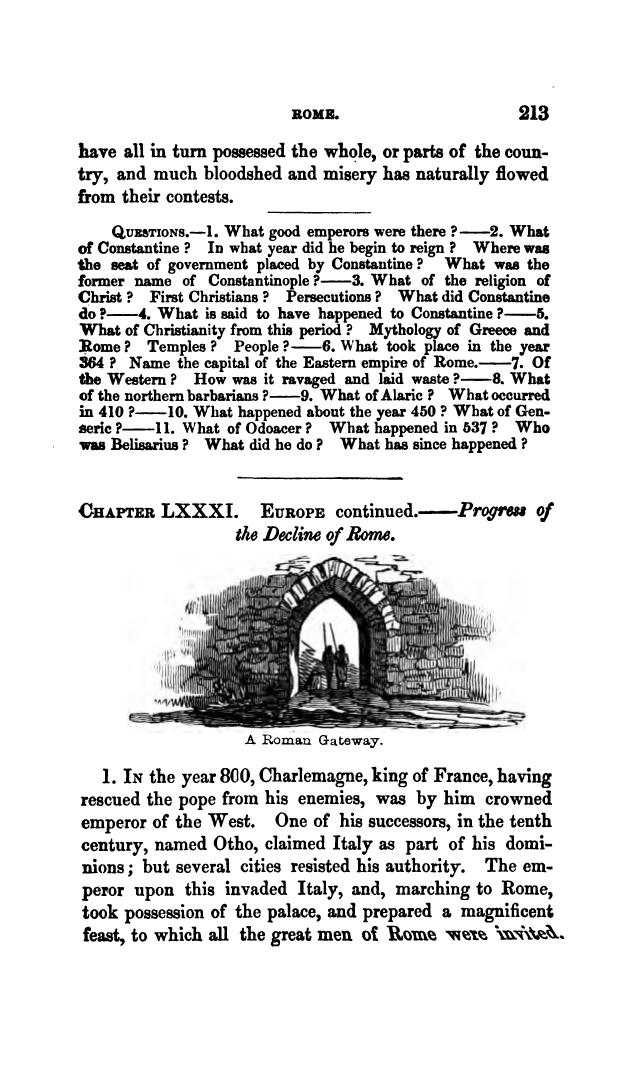 ROME. 213
have all in turn possessed the whole, or parts of the coun-
try, and much bloodshed and misery has naturally flowed
from their contests.
QUESTIONS.—1. What good emperors were there ?——2. What
of Constantine ? In what year did he begin to reign ? Where was
the seat of government placed by Constantine ? What was the
former name of Constantinople ?——3. What of the religion of
Christ ? First Christians ? Persecutions ? What did Constantine
do ?——4. What is said to have happened to Constantine ?——5.
What of Christianity from this period ? Mythology of Greece and
Rome ? Temples ? People ?——6. What took place in the year
364 ? Name the capital of the Eastern empire of Rome.——7. Of
the Western ? How was it ravaged and laid waste ?——8. What
of the northern barbarians ?——9. What of Alaric ? What occurred
in 410 ?——10. What happened about the year 450 ? What of Gen-
seric ?——11. What of Odoacer ? What happened in 537 ? Who
was Belisarius ? What did he do ? What has since happened ?
CHAPTER LXXXI. EUROPE continued.——Progress of
the Decline of Rome.
A Roman Gateway.
1. IN the year 800, Charlemagne, king of France, having
rescued the pope from his enemies, was by him crowned
emperor of the West. One of his successors, in the tenth
century, named Otho, claimed Italy as part of his domi-
nions ; but several cities resisted his authority. The em-
peror upon this invaded Italy, and, marching to Rome,
took possession of the palace, and prepared a magnificent
feast, to which all the great men of Rome were invited.